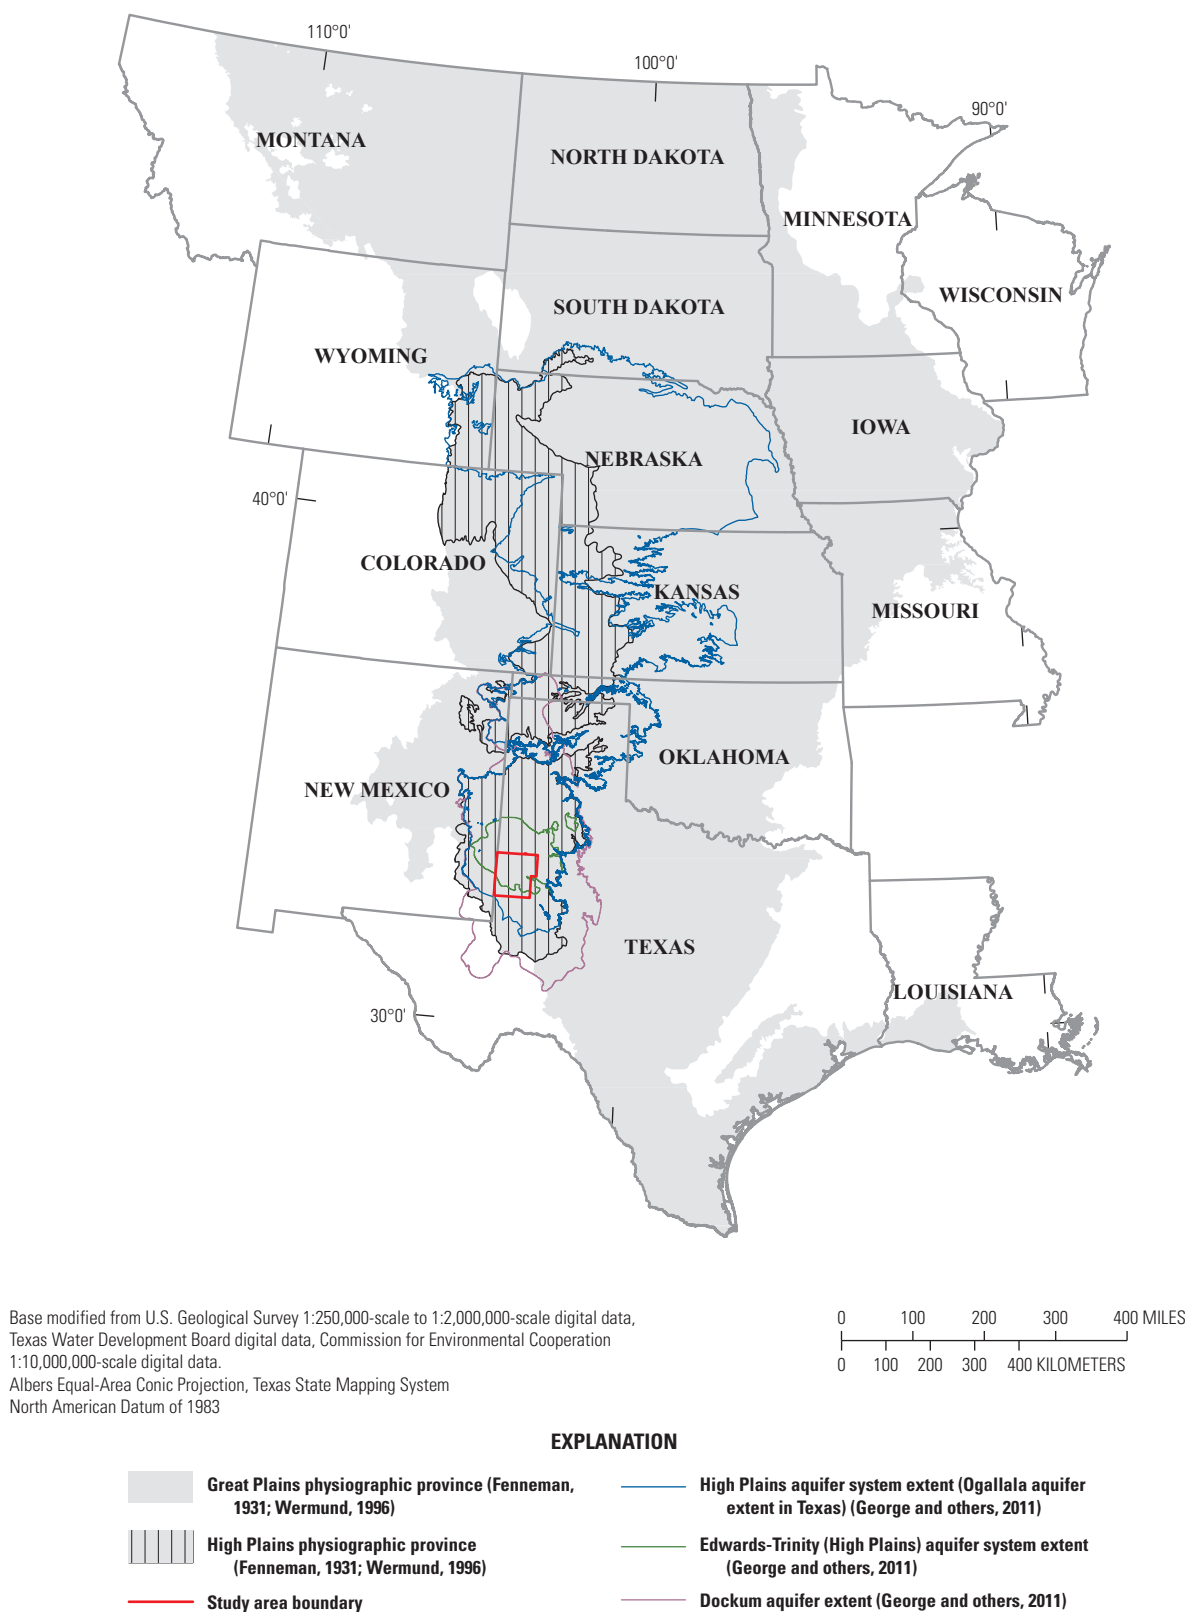 110°0'
100°0'
90°0'
MONTANA
NORTH DAKOTA
MINNESOTA
WISCONSIN
SOUTH DAKOTA
WYOMING
IOWA
NEBRASKA
40°0'
COLORADO
KANSAS
MISSOURI
OKLAHOMA
NEW MEXICO
TEXAS
LOUISIANA
30°0'
Base modified from U.S. Geological Survey 1:250,000-scale to 1:2,000,000-scale digital data,
Texas Water Development Board digital data, Commission for Environmental Cooperation
1:10,000,000-scale digital data.
Albers Equal-Area Conic Projection, Texas State Mapping System
North American Datum of 1983
0 100 200 300 400 MILES
0 100 200 300 400 KILOMETERS
EXPLANATION
Great Plains physiographic province (Fenneman,
1931; Wermund, 1996)
High Plains physiographic province
(Fenneman, 1931; Wermund, 1996)
Study area boundary
High Plains aquifer system extent (Ogallala aquifer
extent in Texas) (George and others, 2011)
Edwards-Trinity (High Plains) aquifer system extent
(George and others, 2011)
Dockum aquifer extent (George and others, 2011)